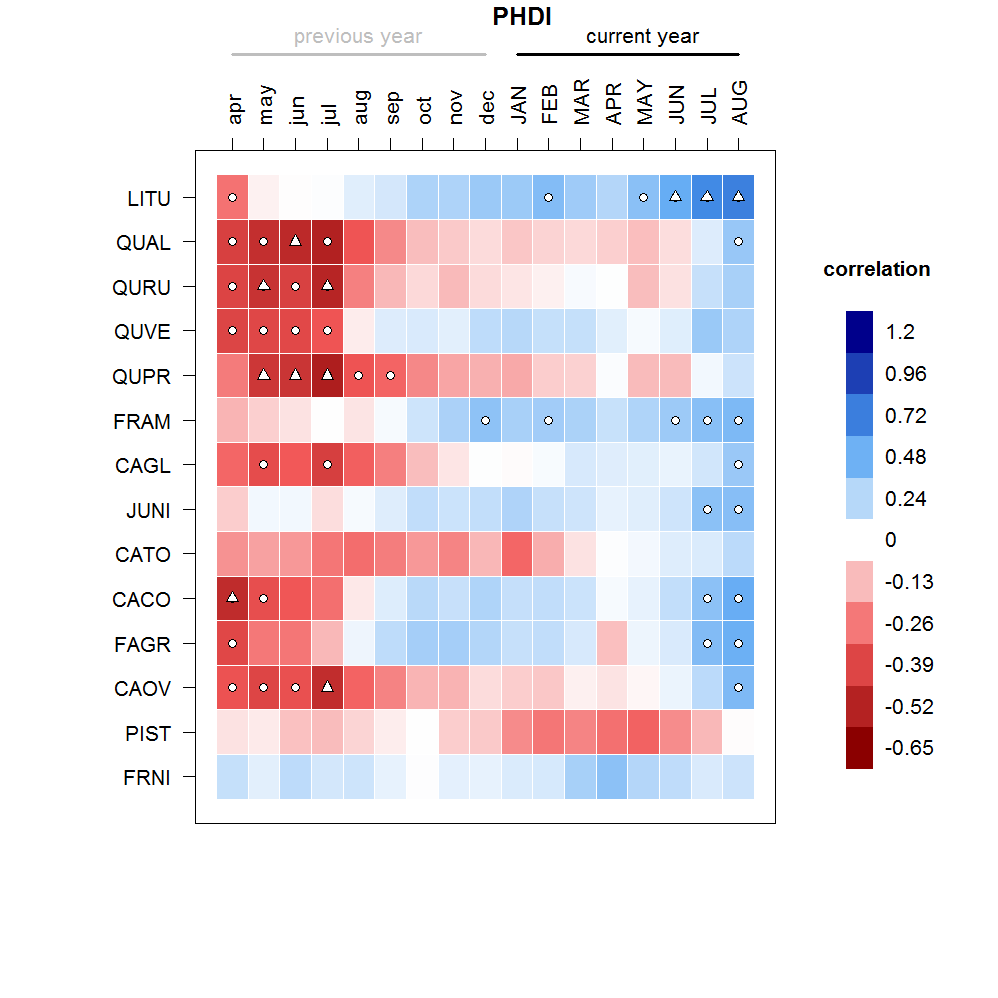 PHDI
previous year current year
apr may jun jul aug sep oct nov dec JAN FEB MAR APR MAY JUN JUL AUG
LITU
QUAL
QURU
QUVE
QUPR
FRAM
CAGL
JUNI
CATO
CACO
FAGR
CAOV
PIST
FRNI
correlation
1.2
0.96
0.72
0.48
0.24
0
-0.13
-0.26
-0.39
-0.52
-0.65